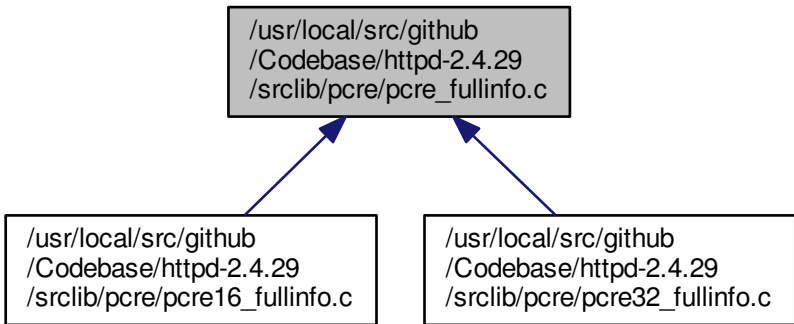 /usr/local/src/github
/Codebase/httpd-2.4.29
/srclib/pcre/pcre_fullinfo.c
/usr/local/src/github
/Codebase/httpd-2.4.29
/srclib/pcre/pcre16_fullinfo.c
/usr/local/src/github
/Codebase/httpd-2.4.29
/srclib/pcre/pcre32_fullinfo.c